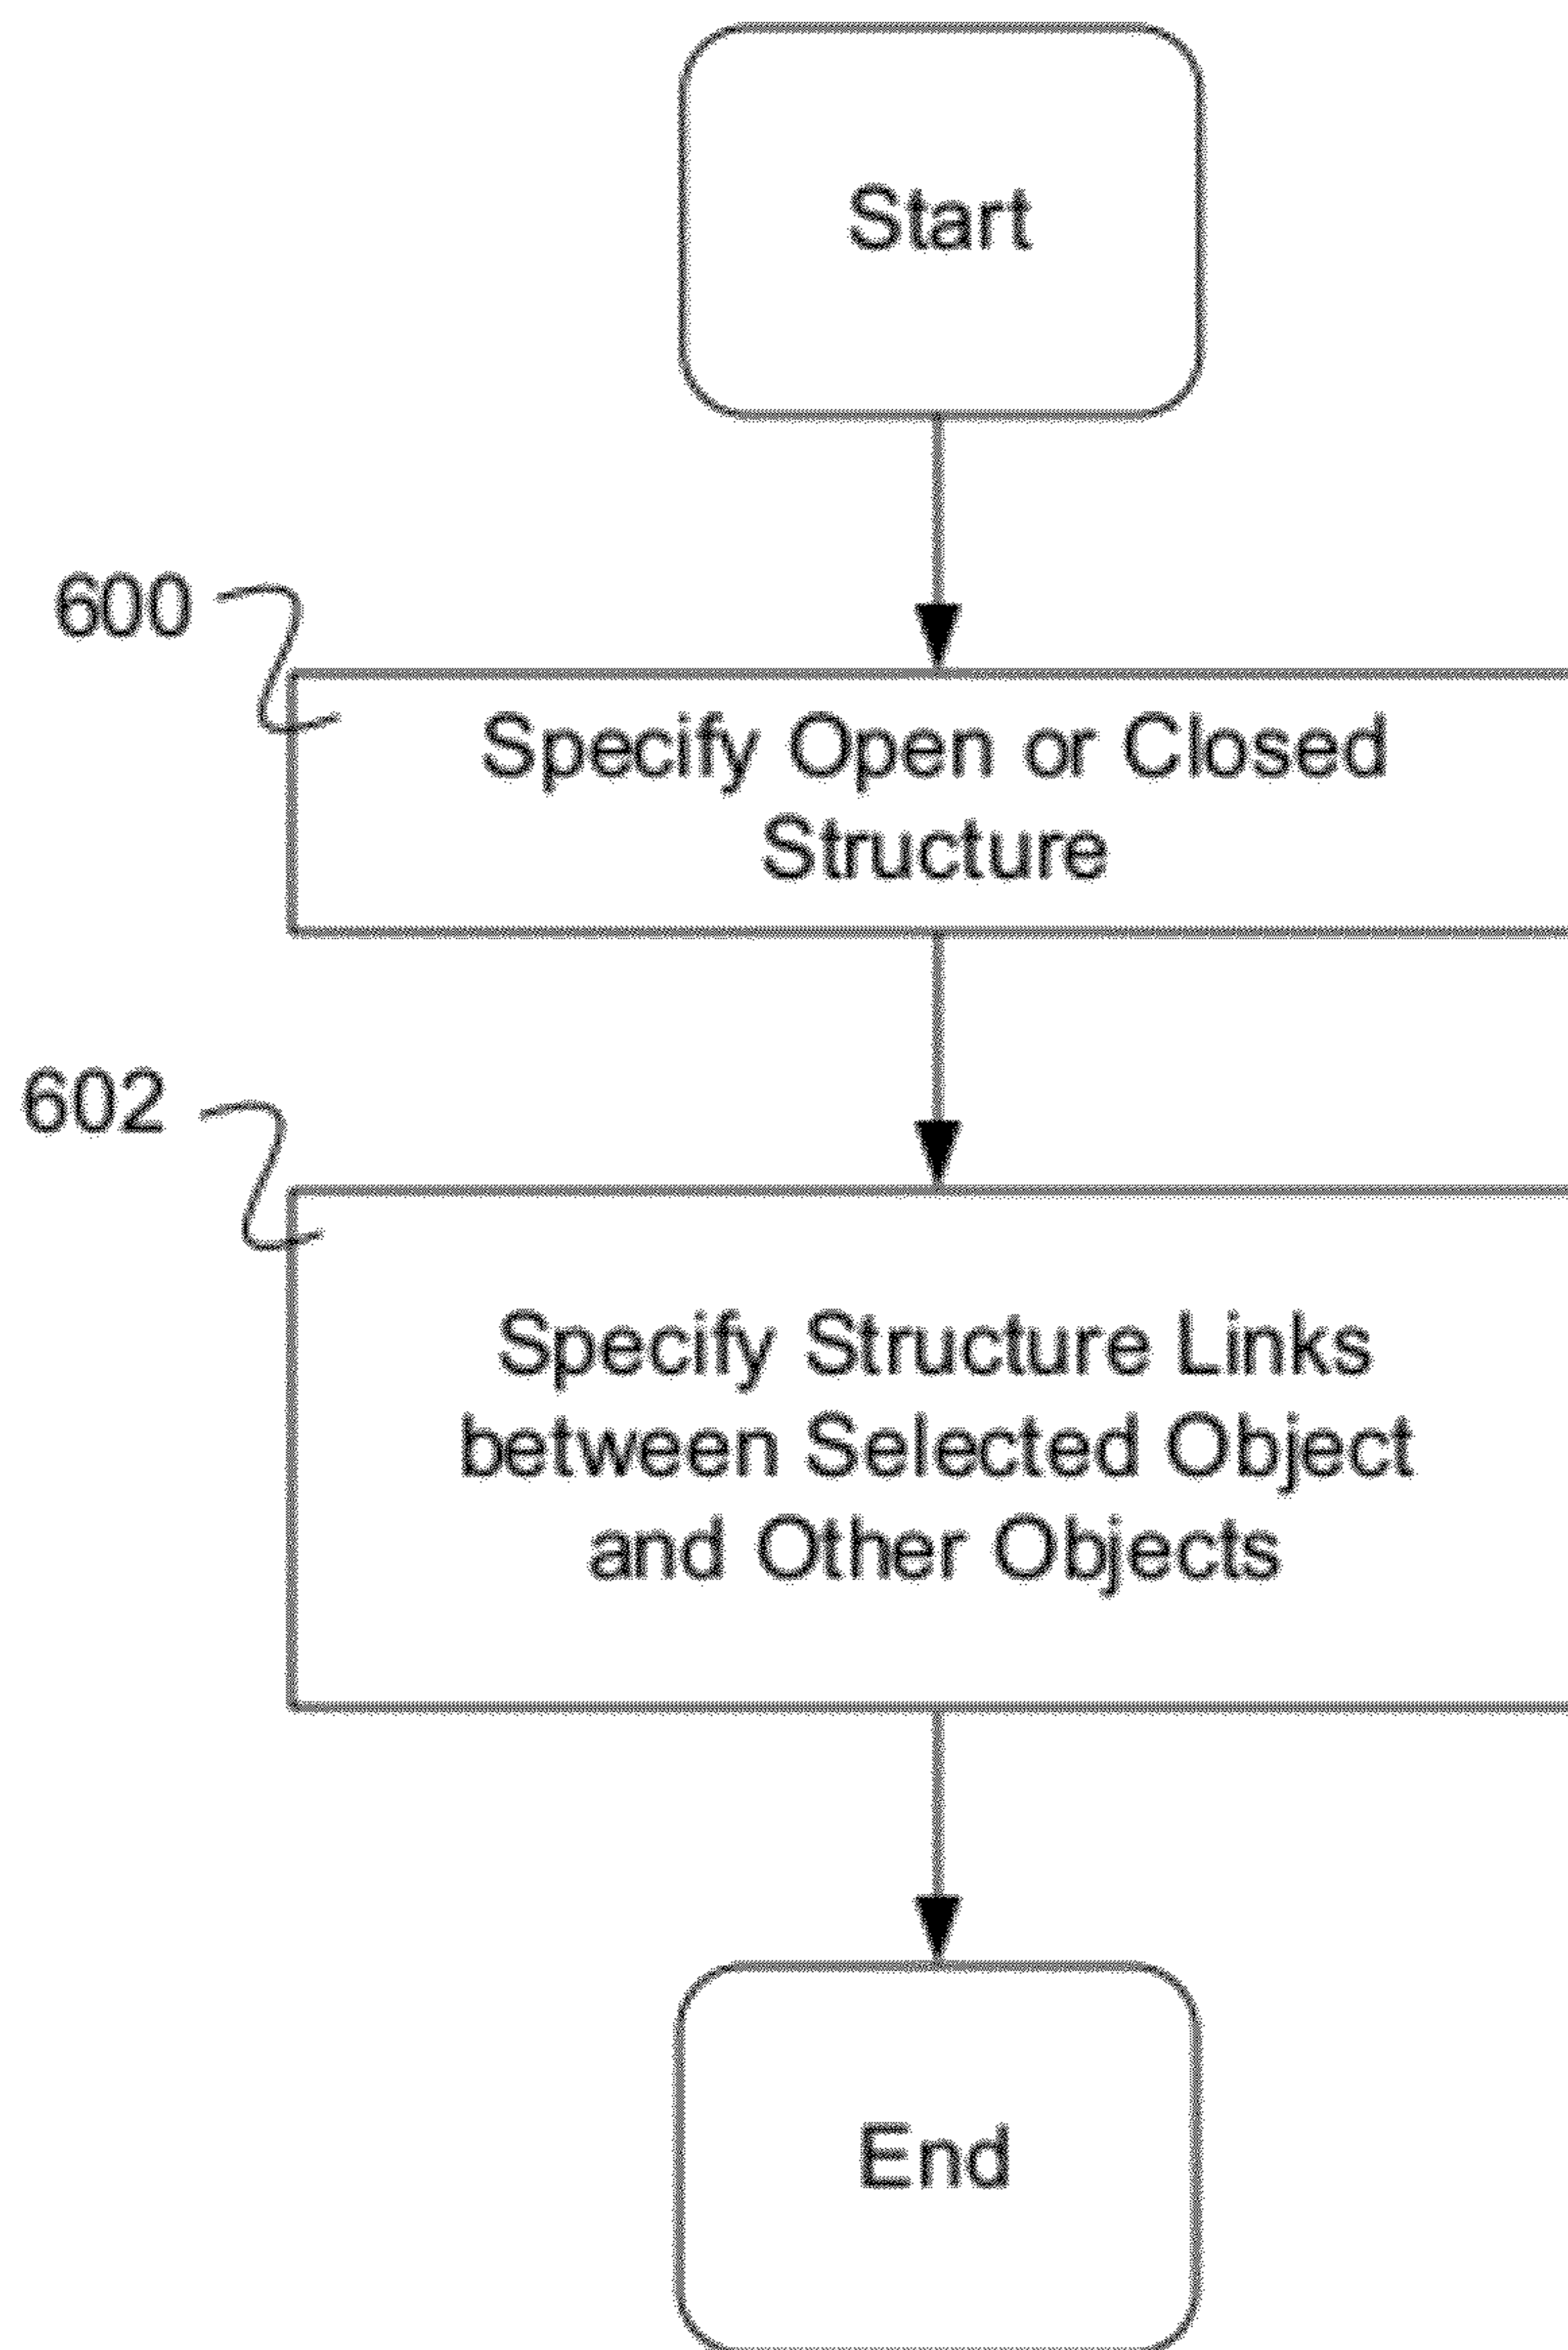 Start
600
Specify Open or Closed
Structure
602
Specify Structure Links
between Selected Object
and Other Objects
End